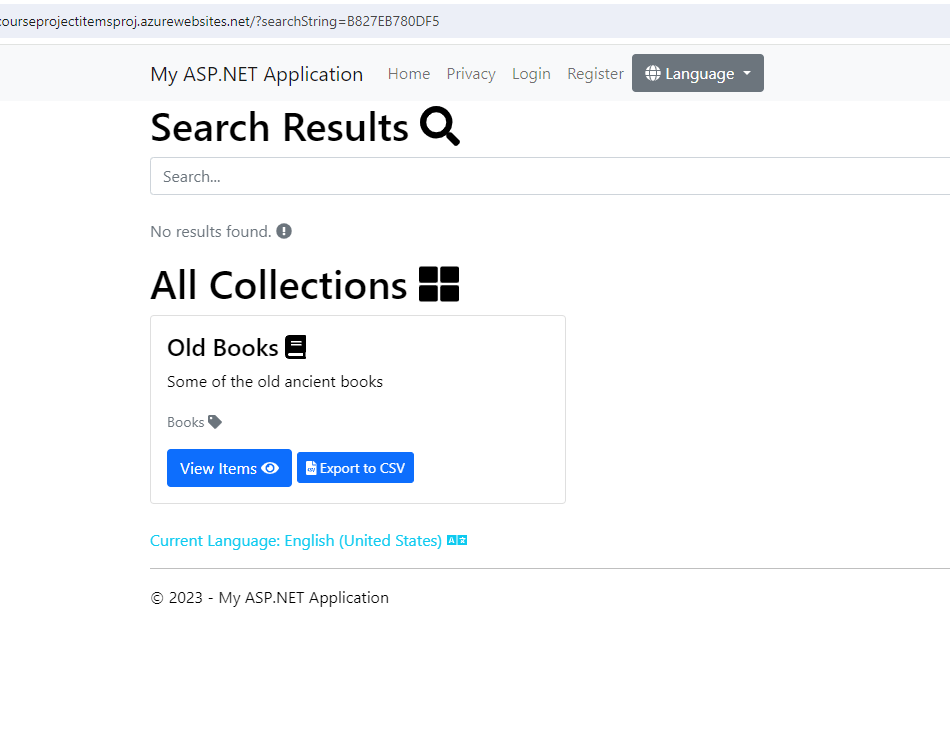 courseprojectitemsproj.azurewebsites.net/?searchString=B827EB780DF5
My ASP.NET Application Home Privacy Login Register Language
Search Results
Search...
No results found.
All Collections
Old Books
Some of the old ancient books
Books
View Items Export to CSV
Current Language: English (United States)
© 2023 - My ASP.NET Application